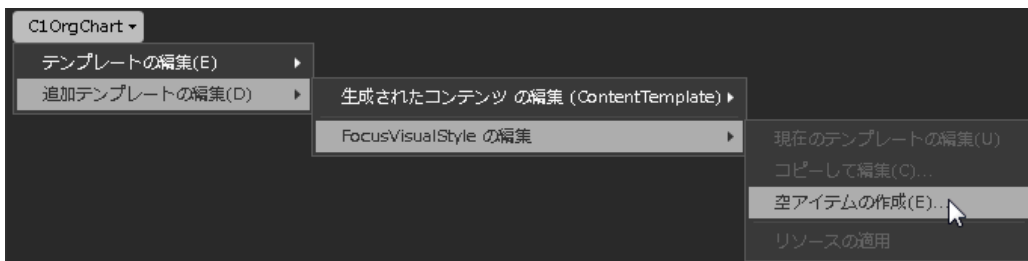 C1OrgChart
テンプレートの編集(E)
追加テンプレートの編集(D)
生成されたコンテンツ の編集 (ContentTemplate)
FocusVisualStyle の編集
現在のテンプレートの編集(U)
コピーして編集(C)...
空アイテムの作成(E)...
リソースの適用